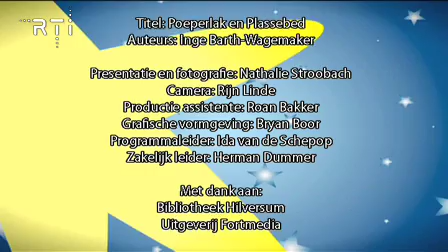 RTI
Titel: Poeperlak en Plassebed
Auteurs: Inge Barth-Wagemaker
Presentatie en fotografie: Nathalie Stroobach
Camera: Rijn Linde
Productie assistente: Roan Bakker
Grafische vormgeving: Bryan Boor
Programmaleider: Ida van de Schepop
Zakelijk leider: Herman Dummer
Met dank aan:
Bibliotheek Hilversum
Uitgeverij Fortmedia